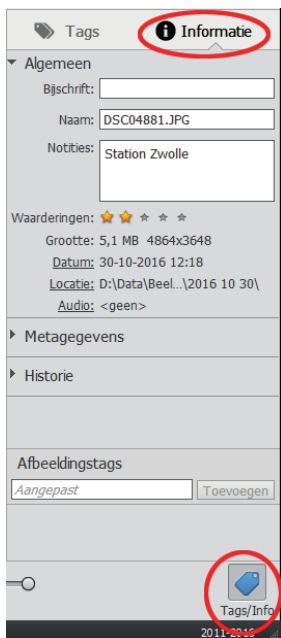 Tags
Informatie
Algemeen
Bijschrift:
Naam: DSC04881.JPG
Notities: Station Zwolle
Waarderingen:
Grootte: 5,1 MB 4864x3648
Datum: 30-10-2016 12:18
Locatie: D:\Data\Beel...\2016 10 30\
Audio: <geen>
Metagegevens
Historie
Afbeeldingstags
Aangepast
Toevoegen
Tags/Info
2011-2016